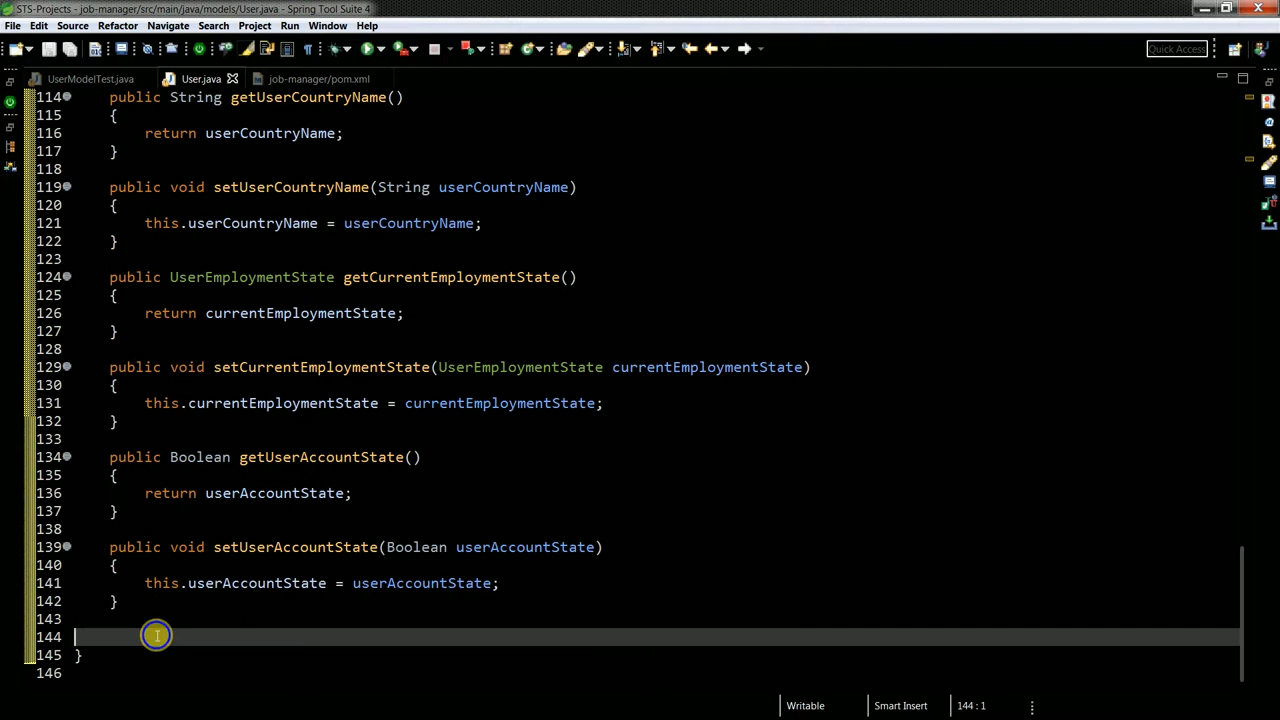 STS-Projects - job-manager/src/main/java/models/User.java - Spring Tool Suite 4
File Edit Source Refactor Navigate Search Project Run Window Help
Quick Access
UserModelTest.java User.java job-manager/pom.xml
114 public String getUserCountryName()
115 {
116 return userCountryName;
117 }
118
119 public void setUserCountryName(String userCountryName)
120 {
121 this.userCountryName = userCountryName;
122 }
123
124 public UserEmploymentState getCurrentEmploymentState()
125 {
126 return currentEmploymentState;
127 }
128
129 public void setCurrentEmploymentState(UserEmploymentState currentEmploymentState)
130 {
131 this.currentEmploymentState = currentEmploymentState;
132 }
133
134 public Boolean getUserAccountState()
135 {
136 return userAccountState;
137 }
138
139 public void setUserAccountState(Boolean userAccountState)
140 {
141 this.userAccountState = userAccountState;
142 }
143
144
145 }
146
Writable Smart Insert 144 : 1